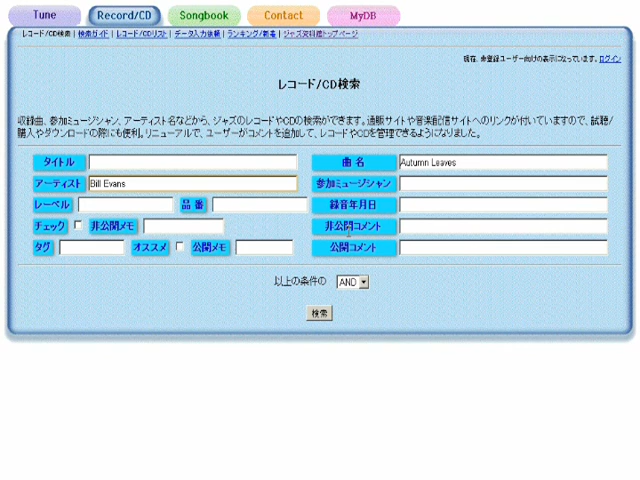 Tune Record/CD Songbook Contact MyDB
レコード/CD検索 | 検索ガイド | レコード/CDリスト | データ入力依頼 | ランキング/新着 | ジャズ資料館トップページ
現在、未登録ユーザー向けの表示になっています。ログイン
レコード/CD検索
収録曲、参加ミュージシャン、アーティスト名などから、ジャズのレコードやCDの検索ができます。通販サイトや音楽配信サイトへのリンクが付いていますので、試聴/
購入やダウンロードの際にも便利。リニューアルで、ユーザーがコメントを追加して、レコードやCDを管理できるようになりました。
タイトル 曲 名 Autumn Leaves
アーティスト Bill Evans 参加ミュージシャン
レーベル 品 番 録音年月日
チェック 非公開メモ 非公開コメント
タグ オススメ 公開メモ 公開コメント
以上の条件の AND
検索